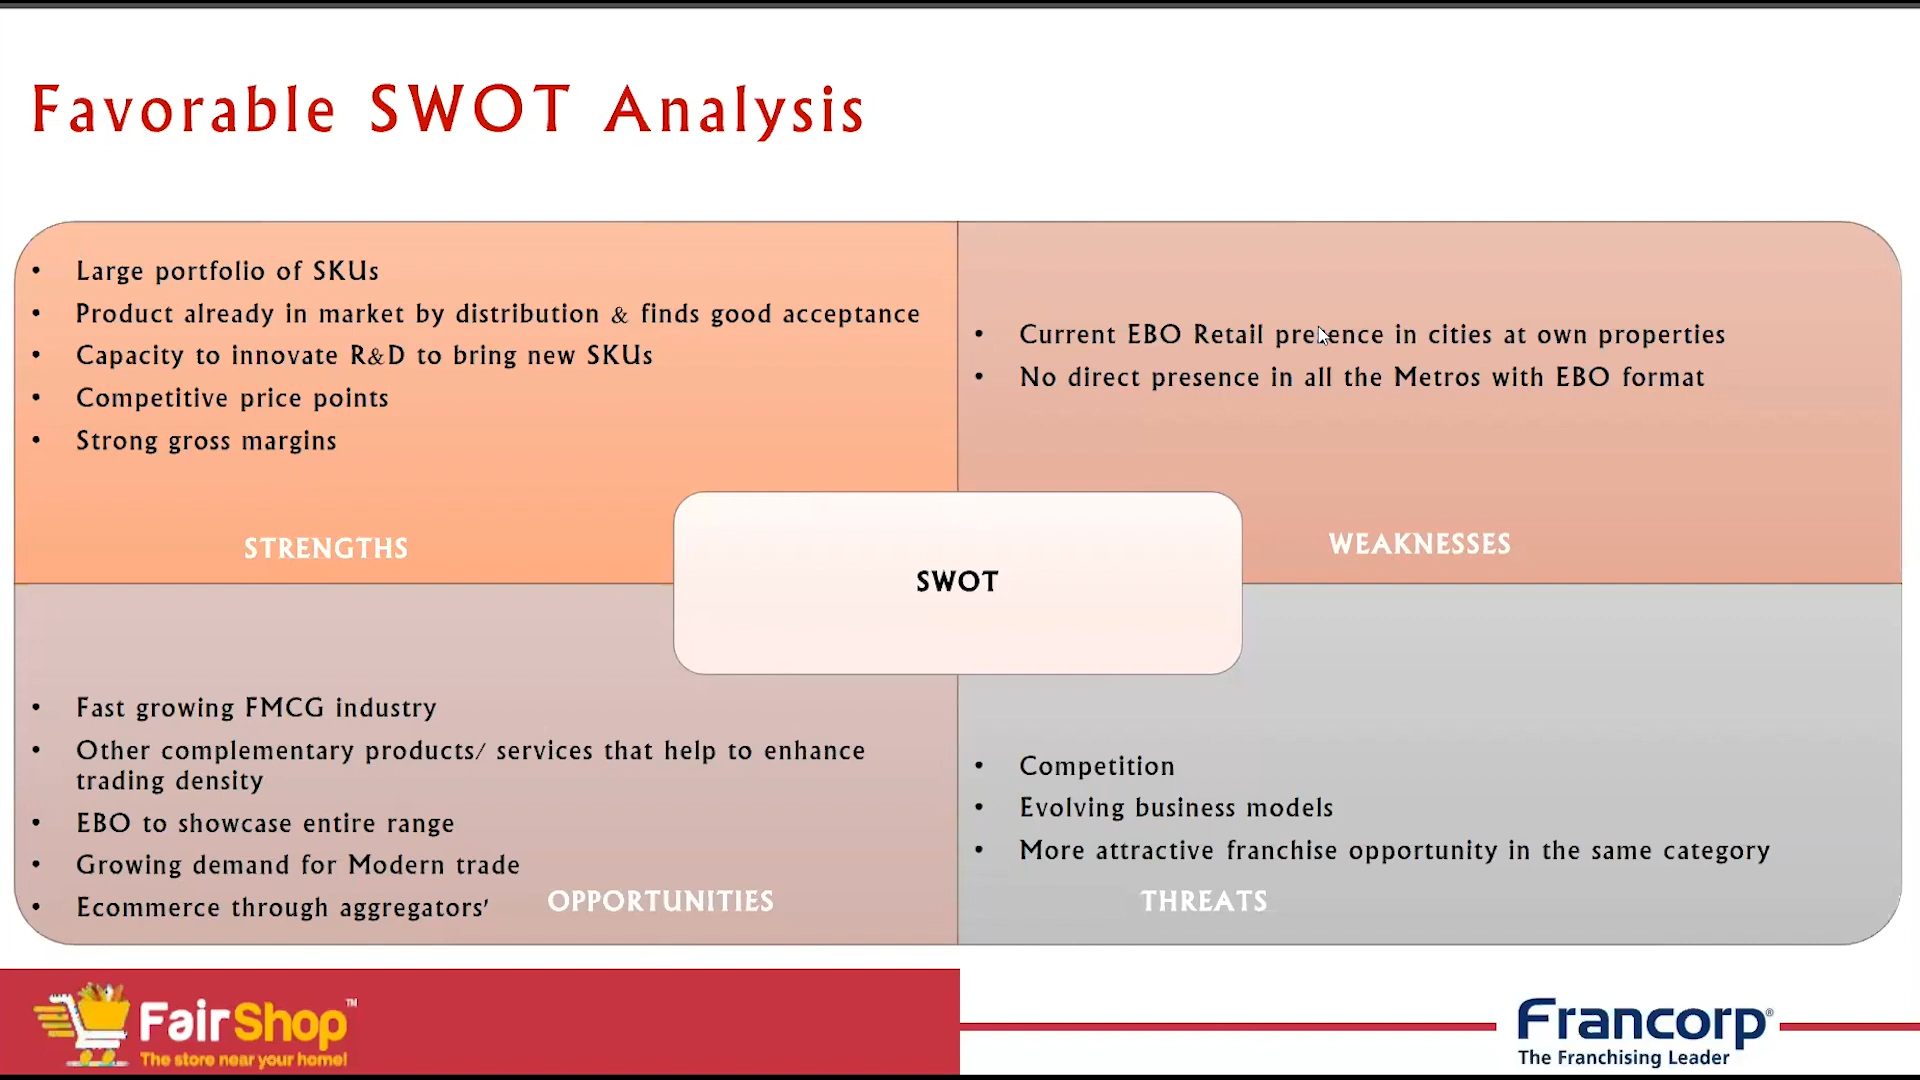 Favorable SWOT Analysis
• Large portfolio of SKUs
• Product already in market by distribution & finds good acceptance
• Capacity to innovate R&D to bring new SKUs
• Competitive price points
• Strong gross margins
STRENGTHS
• Current EBO Retail presence in cities at own properties
• No direct presence in all the Metros with EBO format
WEAKNESSES
SWOT
• Fast growing FMCG industry
• Other complementary products/ services that help to enhance
trading density
• EBO to showcase entire range
• Growing demand for Modern trade
• Ecommerce through aggregators’
OPPORTUNITIES
• Competition
• Evolving business models
• More attractive franchise opportunity in the same category
THREATS
FairShop™
The store near your home!
Francorp®
The Franchising Leader